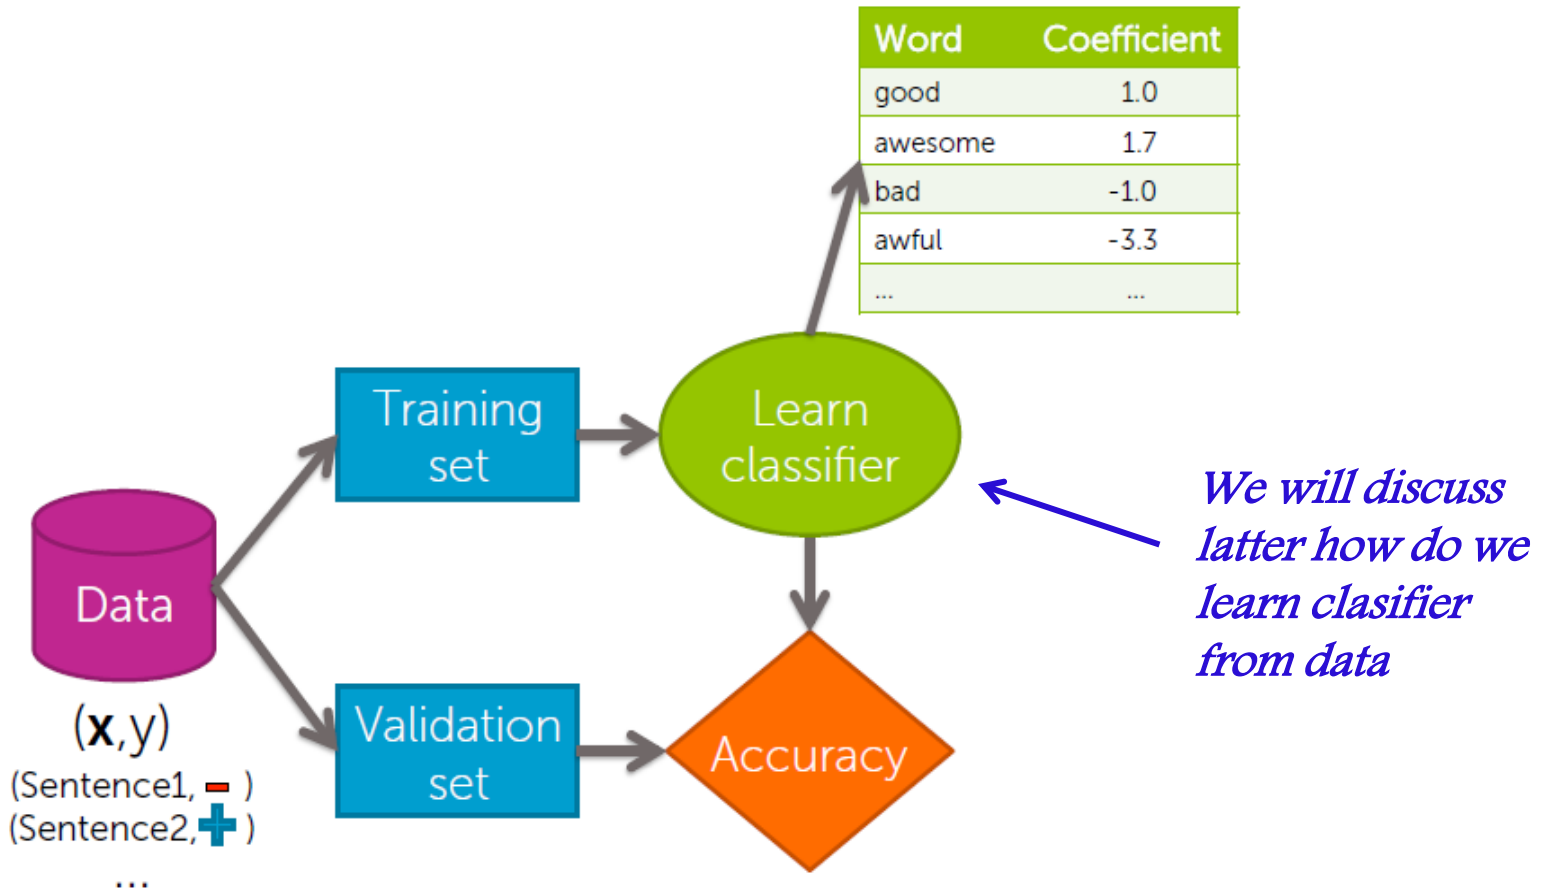 Word Coefficient
good 1.0
awesome 1.7
bad -1.0
awful -3.3
... ...
Training
set
Learn
classifier
We will discuss
latter how do we
learn clasifier
from data
Data
(x,y)
(Sentence1, - )
(Sentence2, + )
...
Validation
set
Accuracy